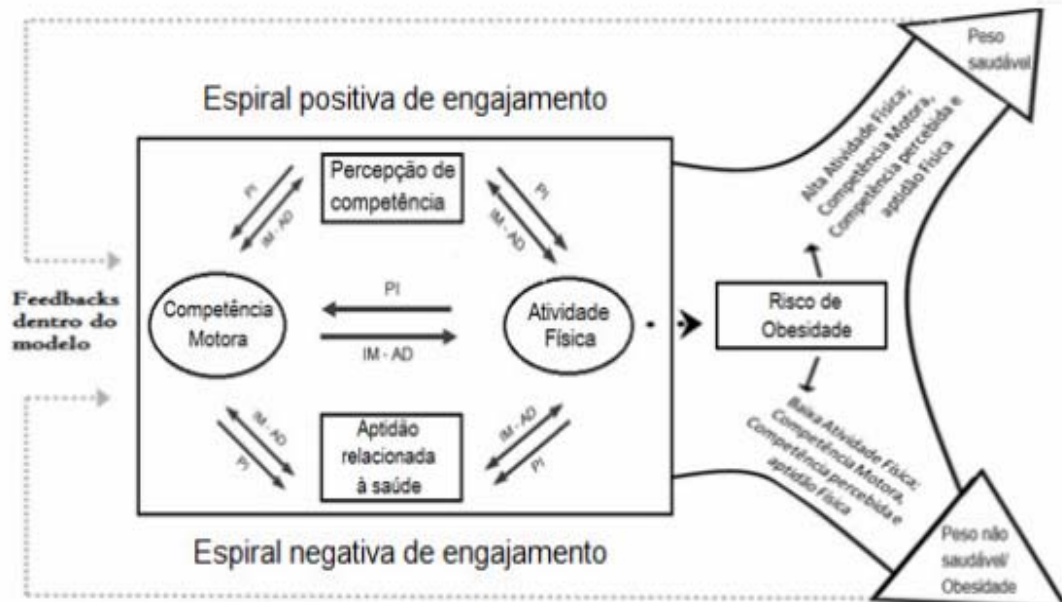 Peso
saudável
Espiral positiva de engajamento
Alta Atividade Física;
Competência Motora,
Competência percebida e
aptidão Física
Percepção de
competência
PI
IM - AD
PI
IM - AD
Feedbacks
dentro do
modelo
Competência
Motora
PI
IM - AD
Atividade
Física
Risco de
Obesidade
IM - AD
PI
Aptidão
relacionada
à saúde
IM - AD
PI
Baixa Atividade Física;
Competência Motora,
Competência percebida e
aptidão Física
Espiral negativa de engajamento
Peso não
saudável/
Obesidade